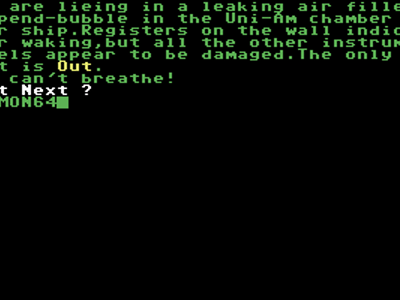 are lieing in a leaking air fille
pend-bubble in the Uni-Am chamber
r ship.Registers on the wall indic
r waking,but all the other instrum
els appear to be damaged.The only
t is Out.
can't breathe!
t Next ?
MON64